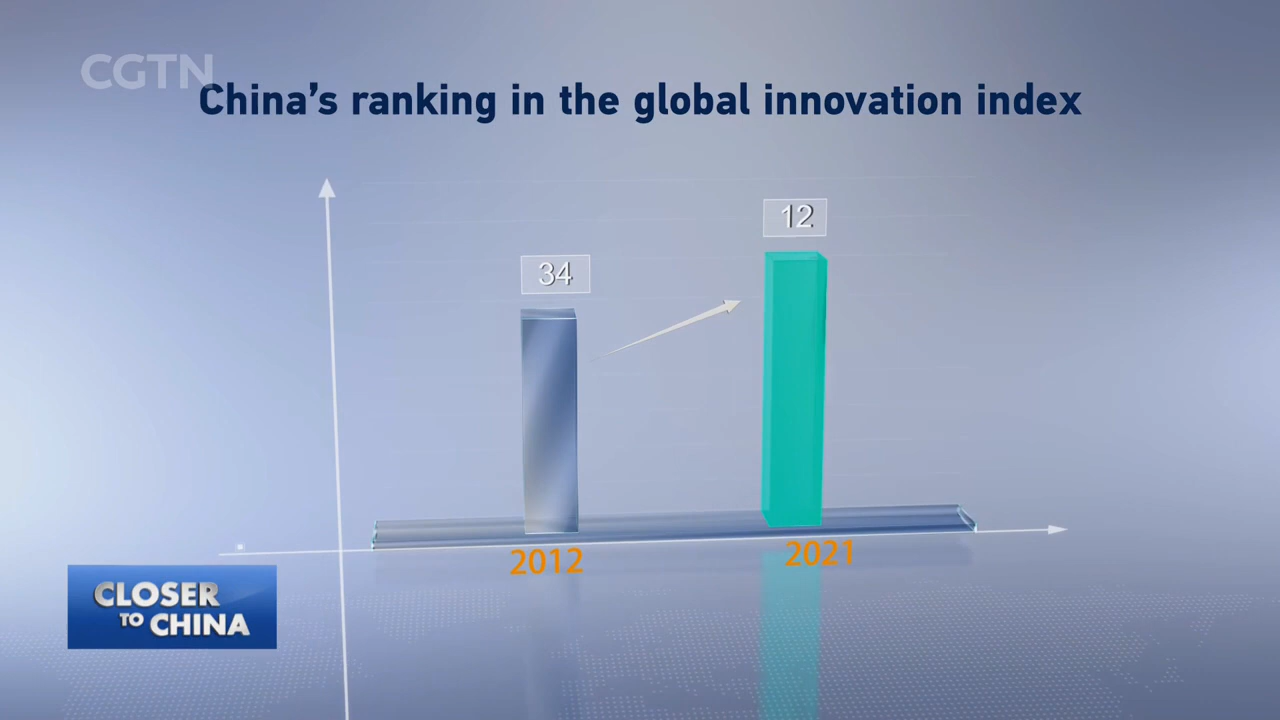 CGTN
China's ranking in the global innovation index
12
34
2012
2021
CLOSER
TO CHINA